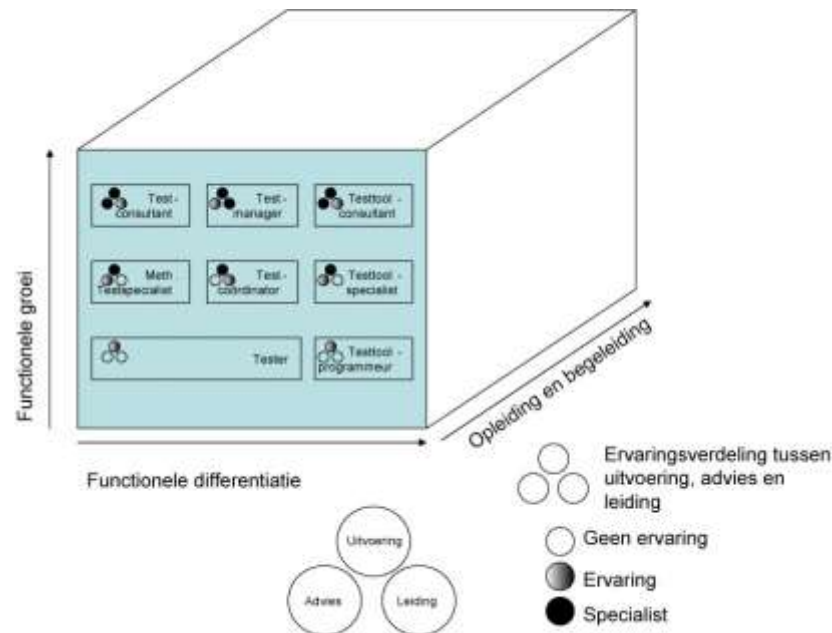 Test-
consultant
Test-
manager
Testtool -
consultant
Meth
Testspecialist
Test-
coördinator
Testtool -
specialist
Tester
Testtool -
programmeur
Functionele groei
Opleiding en begeleiding
Functionele differentiatie
Ervaringsverdeling tussen
uitvoering, advies en
leiding
Geen ervaring
Ervaring
Specialist
Uitvoering
Advies
Leiding